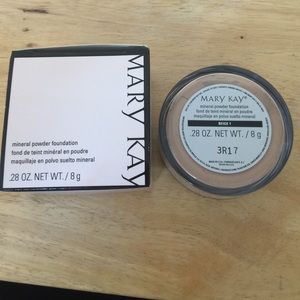 mineral powder foundation
fond de teint minéral en poudre
maquillaje en polvo suelto mineral
.28 OZ. NET WT. / 8 g
MARY KAY
MARY KAY®
mineral powder foundation
fond de teint minéral en poudre
maquillaje en polvo suelto mineral
BEIGE 1
.28 OZ. NET WT. / 8 g
3R17